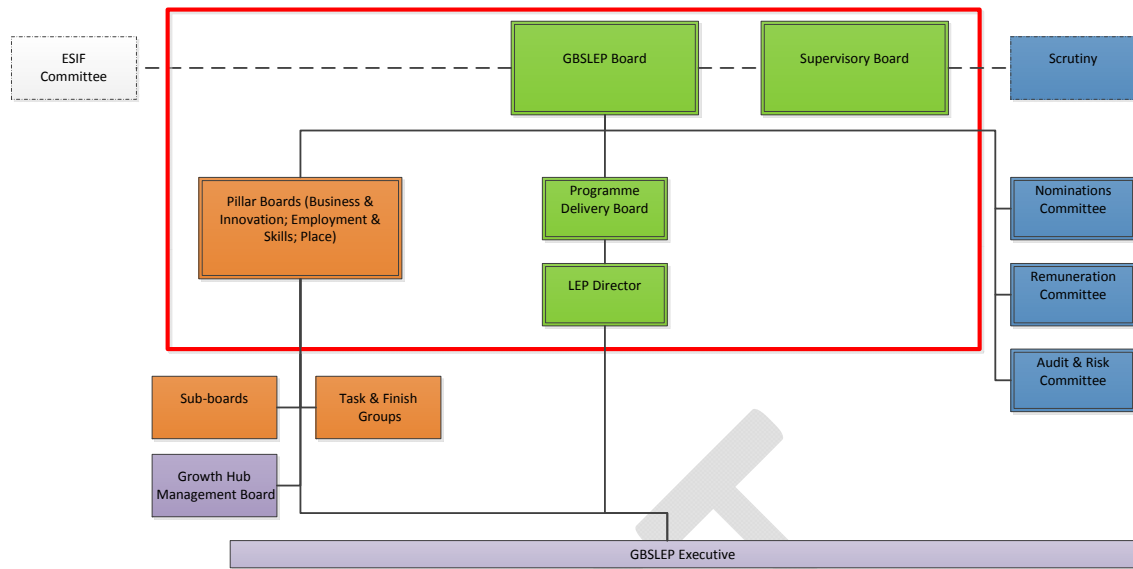 ESIF
Committee
GBSLEP Board
Supervisory Board
Scrutiny
Pillar Boards (Business &
Innovation; Employment &
Skills; Place)
Programme
Delivery Board
Nominations
Committee
LEP Director
Remuneration
Committee
Audit & Risk
Committee
Sub-boards
Task & Finish
Groups
Growth Hub
Management Board
GBSLEP Executive